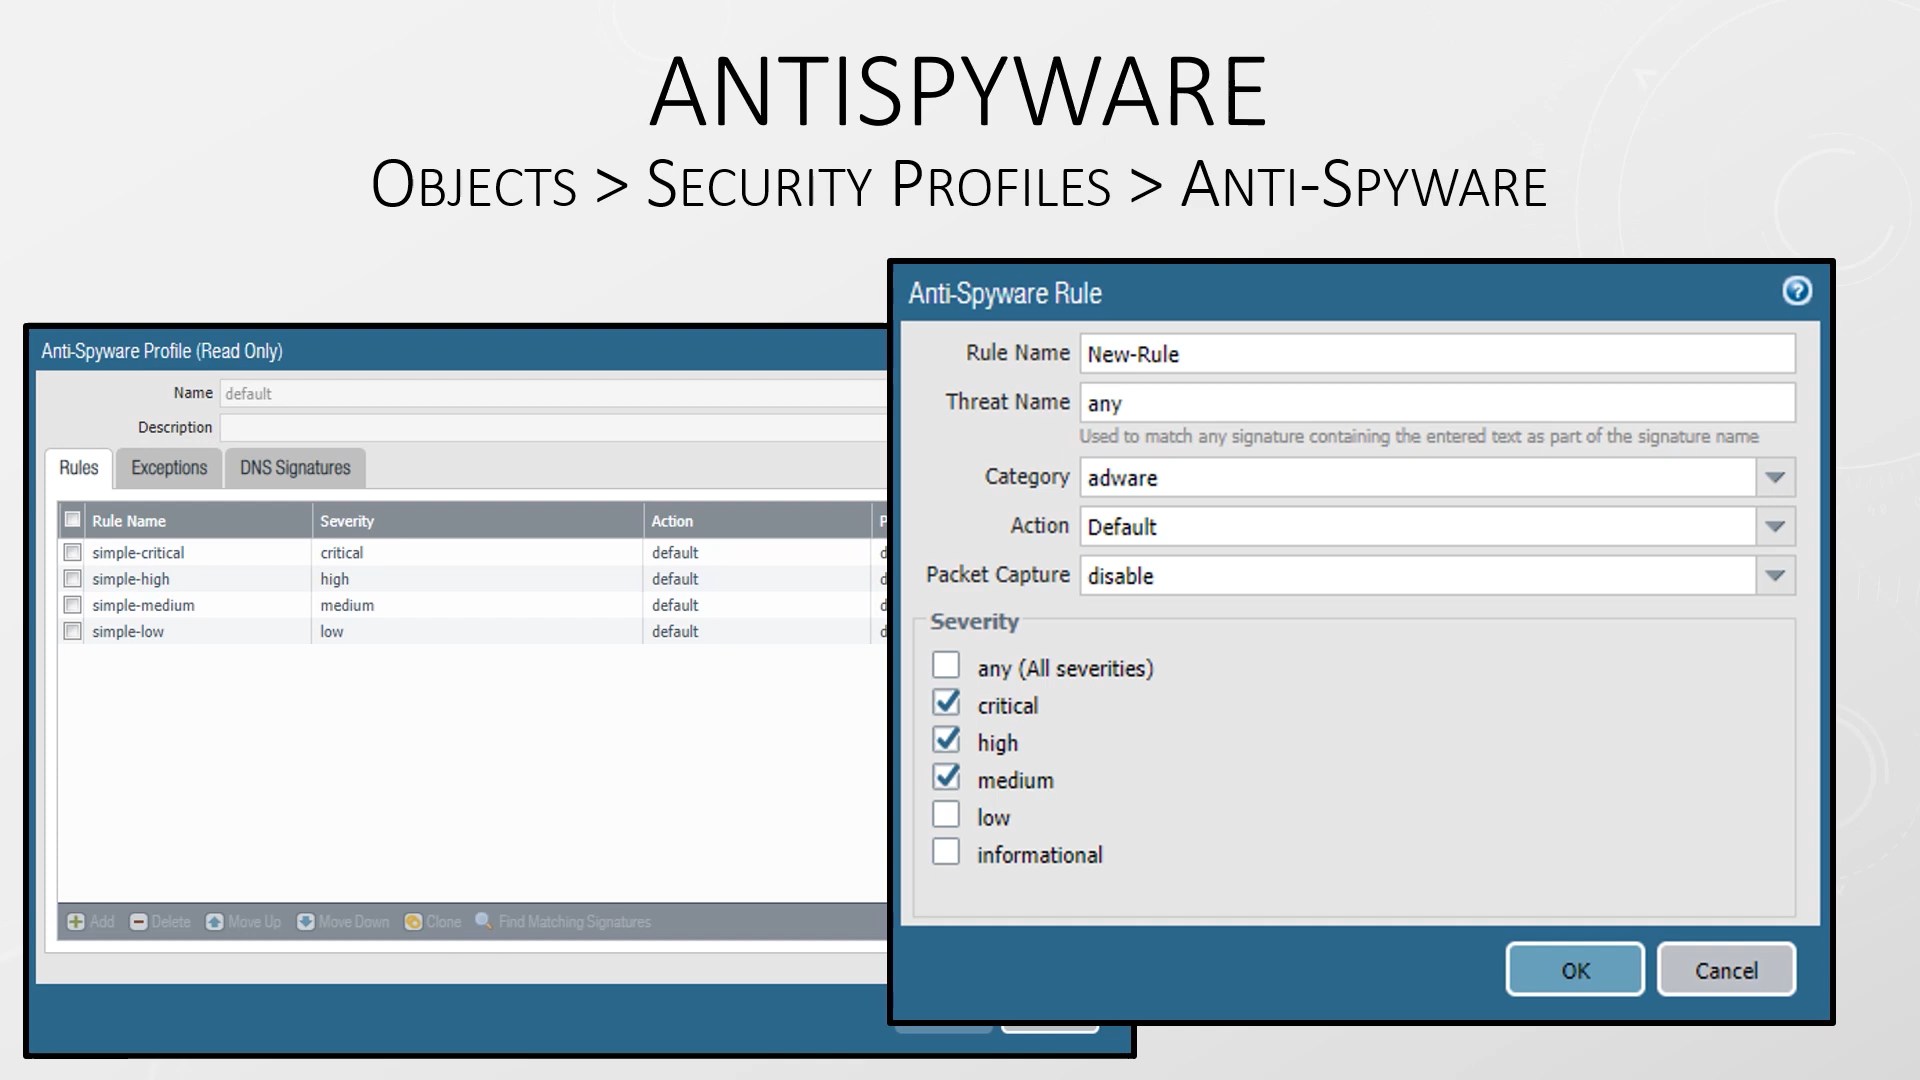 ANTISPYWARE
OBJECTS > SECURITY PROFILES > ANTI-SPYWARE
Anti-Spyware Profile (Read Only)
Name default
Description
Rules Exceptions DNS Signatures
Rule Name Severity Action
simple-critical critical default
simple-high high default
simple-medium medium default
simple-low low default
Add Delete Move Up Move Down Clone Find Matching Signatures
Anti-Spyware Rule
Rule Name New-Rule
Threat Name any
Used to match any signature containing the entered text as part of the signature name
Category adware
Action Default
Packet Capture disable
Severity
any (All severities)
critical
high
medium
low
informational
OK Cancel